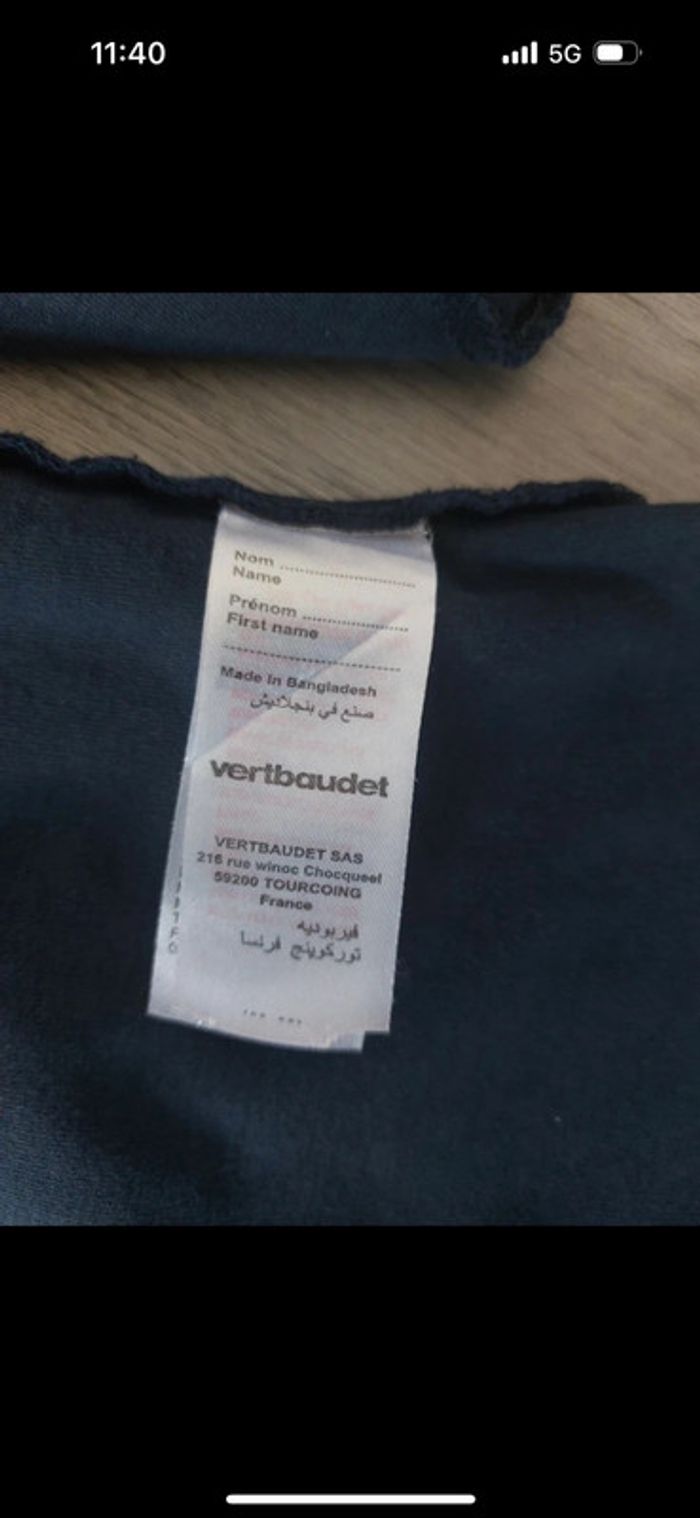 11:40
5G
Nom
Name
Prénom
First name
Made in Bangladesh
صنع في بنجلاديش
vertbaudet
VERTBAUDET SAS
216 rue winoc Chocqueel
59200 TOURCOING
France
فيربوديه
توركوينج فرنسا